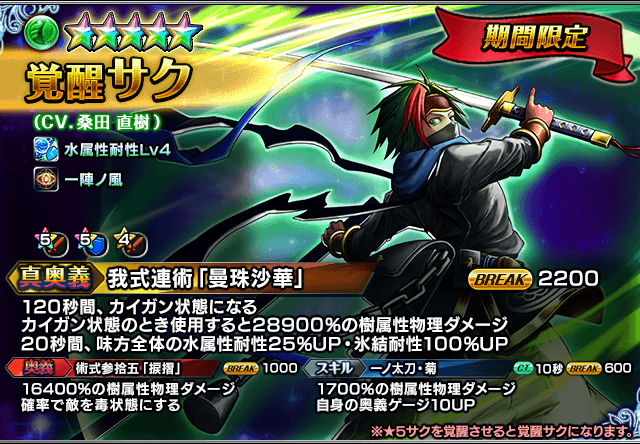 期間限定
覚醒サク
(CV.桑田 直樹)
水属性耐性Lv4
一陣ノ風
5 5 4
真奥義 我式連術「曼珠沙華」 BREAK 2200
120秒間、カイガン状態になる
カイガン状態のとき使用すると28900%の樹属性物理ダメージ
20秒間、味方全体の水属性耐性25%UP・氷結耐性100%UP
奥義 術式参拾五「捩摺」 BREAK 1000
16400%の樹属性物理ダメージ
確率で敵を毒状態にする
スキル 一ノ太刀・菊 C.T. 10秒 BREAK 600
1700%の樹属性物理ダメージ
自身の奥義ゲージ10UP
※★5サクを覚醒させると覚醒サクになります。